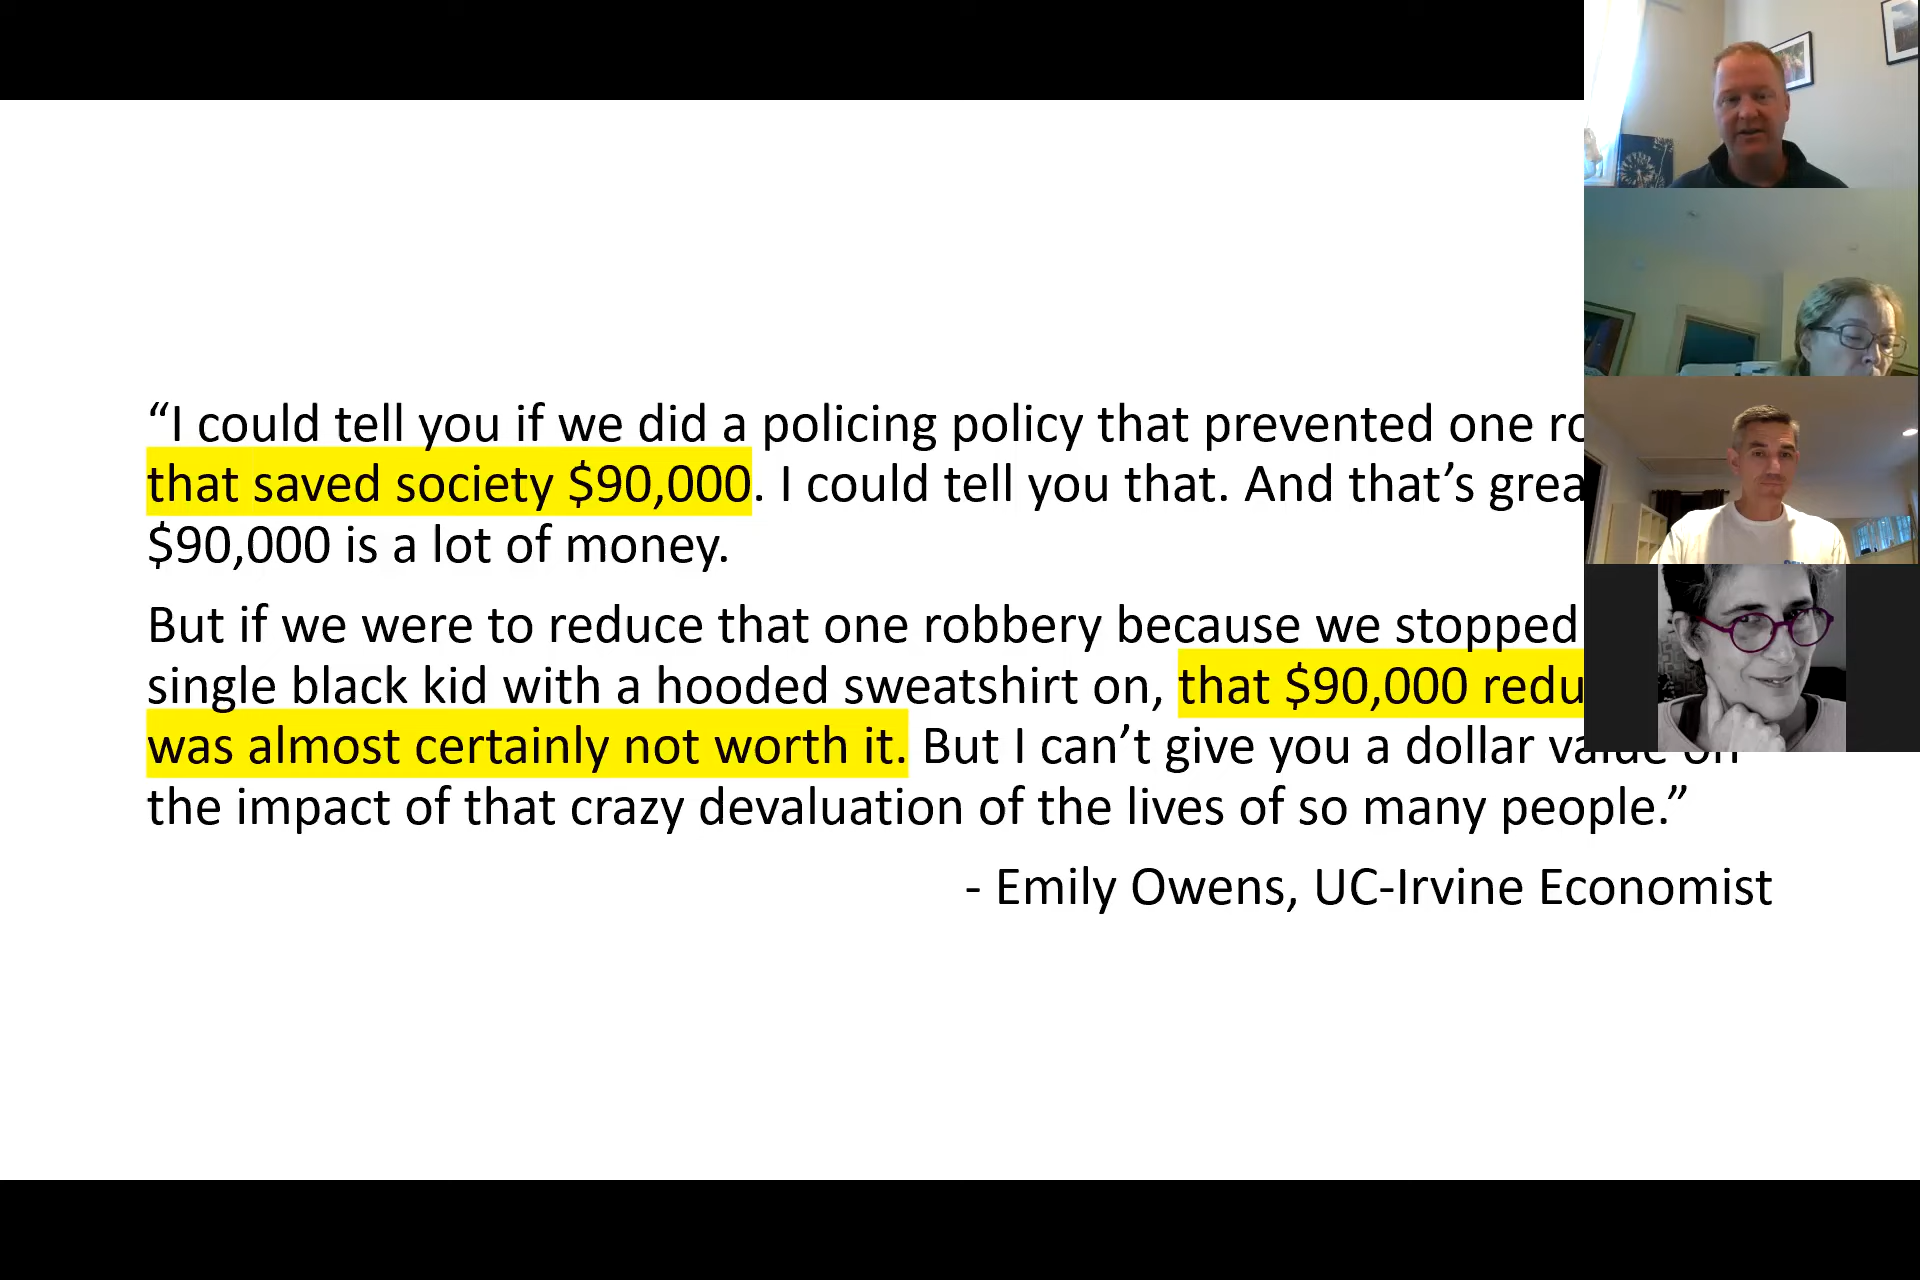 “I could tell you if we did a policing policy that prevented one
that saved society $90,000. I could tell you that. And that’s
$90,000 is a lot of money.
But if we were to reduce that one robbery because we stopped
single black kid with a hooded sweatshirt on, that $90,000
was almost certainly not worth it. But I can’t give you a dollar value on
the impact of that crazy devaluation of the lives of so many people.”
- Emily Owens, UC-Irvine Economist